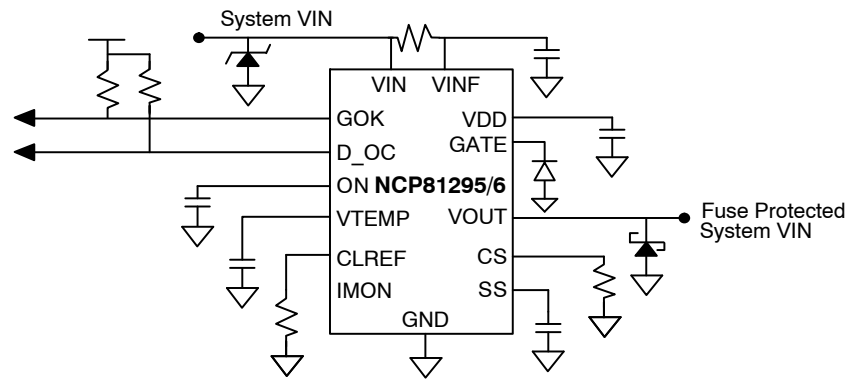 System VIN
VIN VINF
GOK VDD
D_OC GATE
ON NCP81295/6
VTEMP VOUT
Fuse Protected
System VIN
CLREF CS
IMON SS
GND